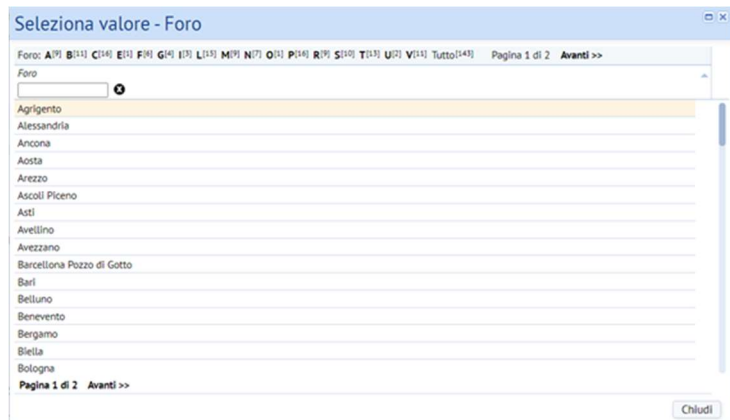 Seleziona valore - Foro
Foro: A[9] B[11] C[16] E[1] F[6] G[4] I[3] L[15] M[9] N[7] O[1] P[16] R[9] S[10] T[13] U[2] V[11] Tutto[143] Pagina 1 di 2 Avanti >>
Foro
Agrigento
Alessandria
Ancona
Aosta
Arezzo
Ascoli Piceno
Asti
Avellino
Avezzano
Barcellona Pozzo di Gotto
Bari
Belluno
Benevento
Bergamo
Biella
Bologna
Pagina 1 di 2 Avanti >>
Chiudi